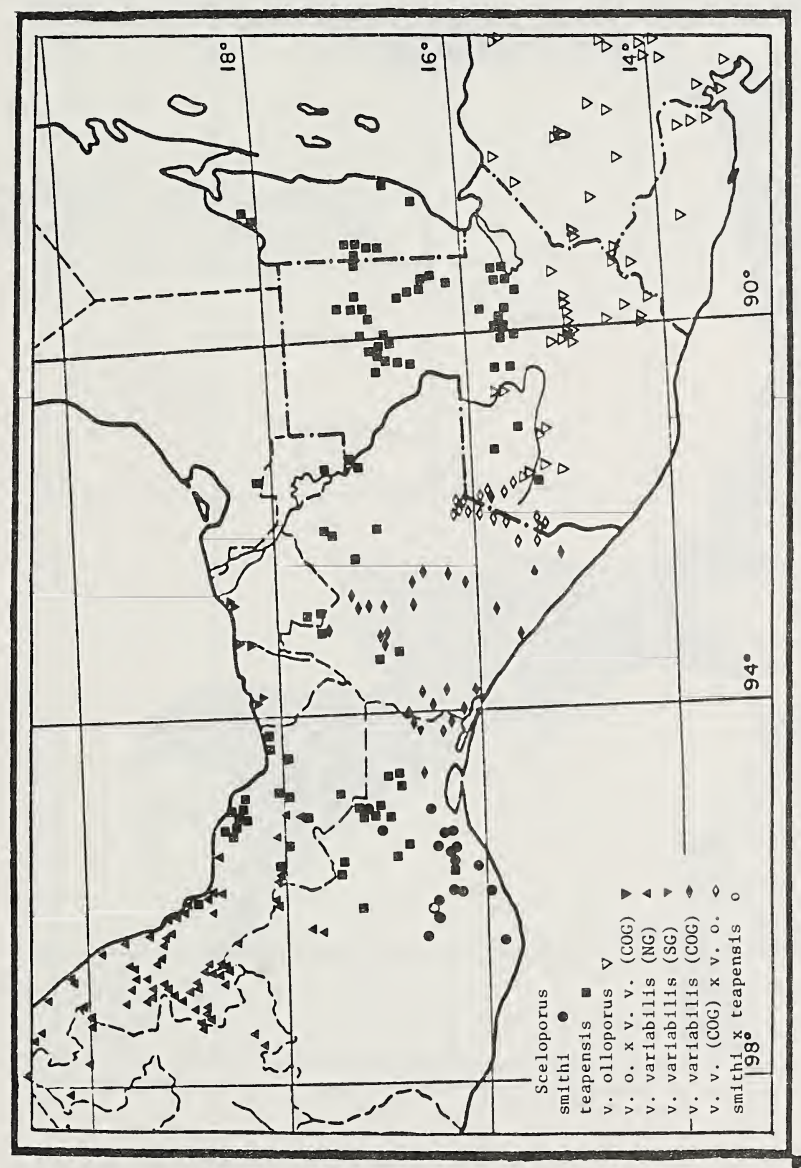 18°
16°
14°
90°
94°
98°
Sceloporus
smithi ●
teapensis ■
v. olloporus ▽
v. o. x v. v. (COG) ▼
v. variabilis (NG) ▲
v. variabilis (SG) ▼
v. variabilis (COG) ◆
v. v. (COG) x v. o. ◇
smithi x teapensis o